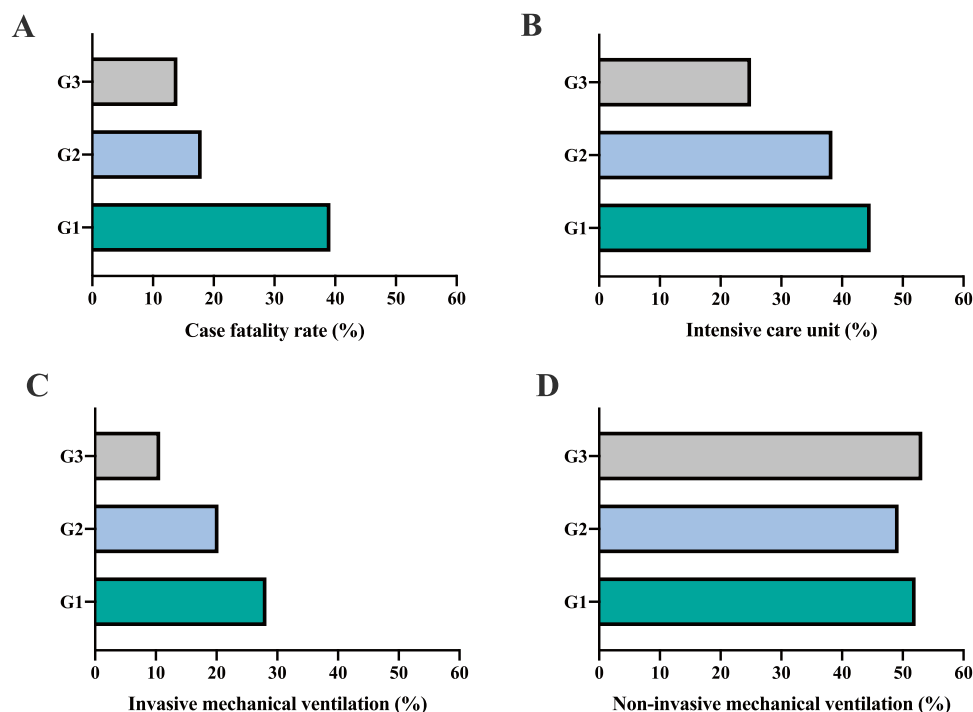 A
G3
G2
G1
0 10 20 30 40 50 60
Case fatality rate (%)
B
G3
G2
G1
0 10 20 30 40 50 60
Intensive care unit (%)
C
G3
G2
G1
0 10 20 30 40 50 60
Invasive mechanical ventilation (%)
D
G3
G2
G1
0 10 20 30 40 50 60
Non-invasive mechanical ventilation (%)